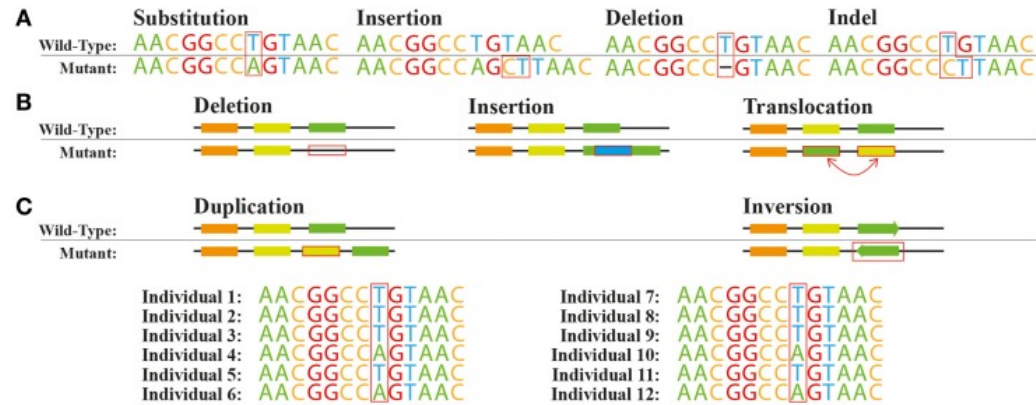 A Substitution Insertion Deletion Indel
Wild-Type: AACGGCCTGTAAC AACGGCCTGTAAC AACGGCCTGTAAC AACGGCCTGTAAC
Mutant: AACGGCCAGTAAC AACGGCCAGCTTAAC AACGGCC–GTAAC AACGGCCCTTAAC
B Deletion Insertion Translocation
Wild-Type:
Mutant:
C Duplication Inversion
Wild-Type:
Mutant:
Individual 1: AACGGCCTGTAAC Individual 7: AACGGCCTGTAAC
Individual 2: AACGGCCTGTAAC Individual 8: AACGGCCTGTAAC
Individual 3: AACGGCCTGTAAC Individual 9: AACGGCCTGTAAC
Individual 4: AACGGCCAGTAAC Individual 10: AACGGCCAGTAAC
Individual 5: AACGGCCTGTAAC Individual 11: AACGGCCTGTAAC
Individual 6: AACGGCCAGTAAC Individual 12: AACGGCCAGTAAC